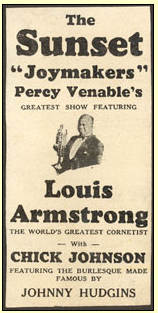 The
Sunset
"Joymakers"
Percy Venable's
GREATEST SHOW FEATURING
Louis
Armstrong
THE WORLD'S GREATEST CORNETIST
— With —
CHICK JOHNSON
FEATURING THE BURLESQUE MADE
FAMOUS BY
JOHNNY HUDGINS